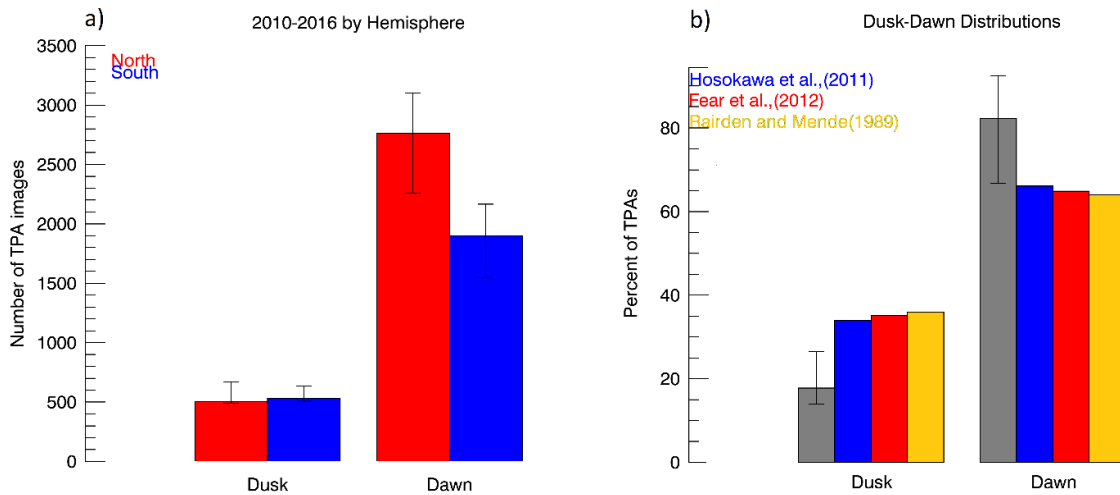 a)
2010-2016 by Hemisphere
North
South
3500
3000
2500
2000
1500
1000
500
0
Number of TPA images
Dusk
Dawn
b)
Dusk-Dawn Distributions
Hosokawa et al.,(2011)
Fear et al.,(2012)
Rairden and Mende(1989)
80
60
40
20
0
Percent of TPAs
Dusk
Dawn